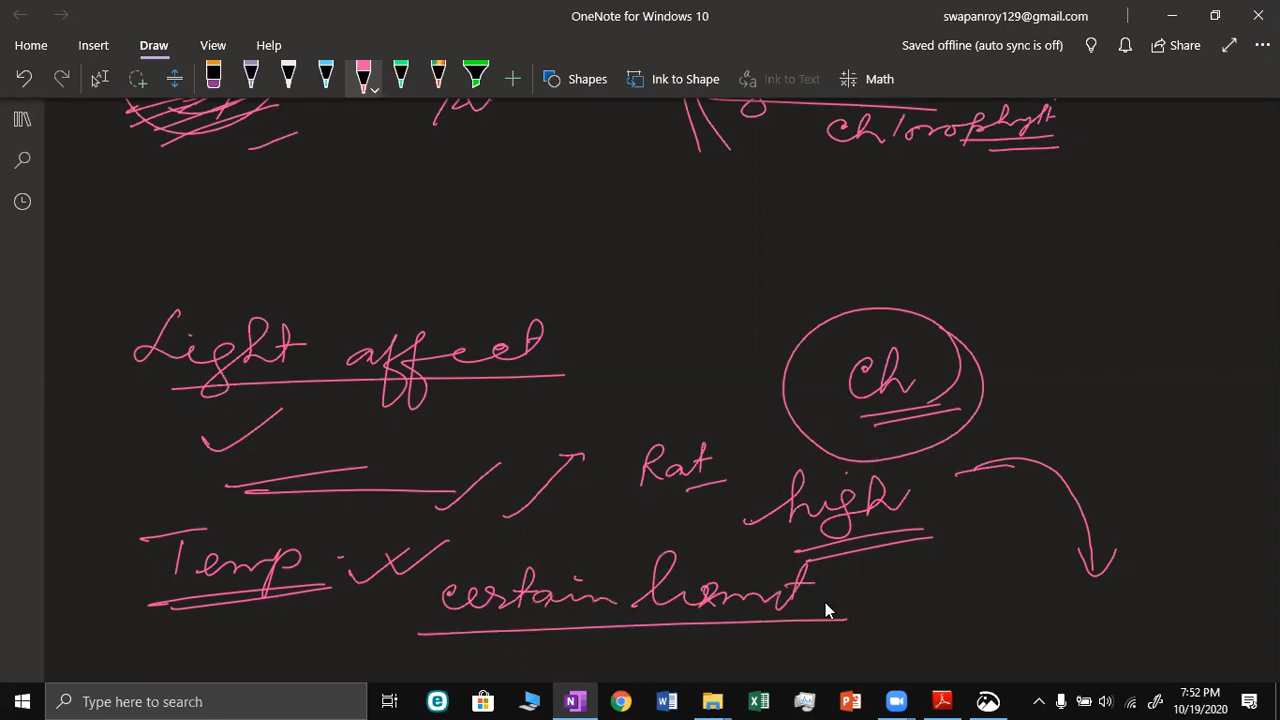 OneNote for Windows 10
swapanroy129@gmail.com
Home Insert Draw View Help
Saved offline (auto sync is off) Share
Shapes Ink to Shape Ink to Text Math
Light affect
Ch
Rat
high
Temp
certain
Type here to search
7:52 PM
10/19/2020